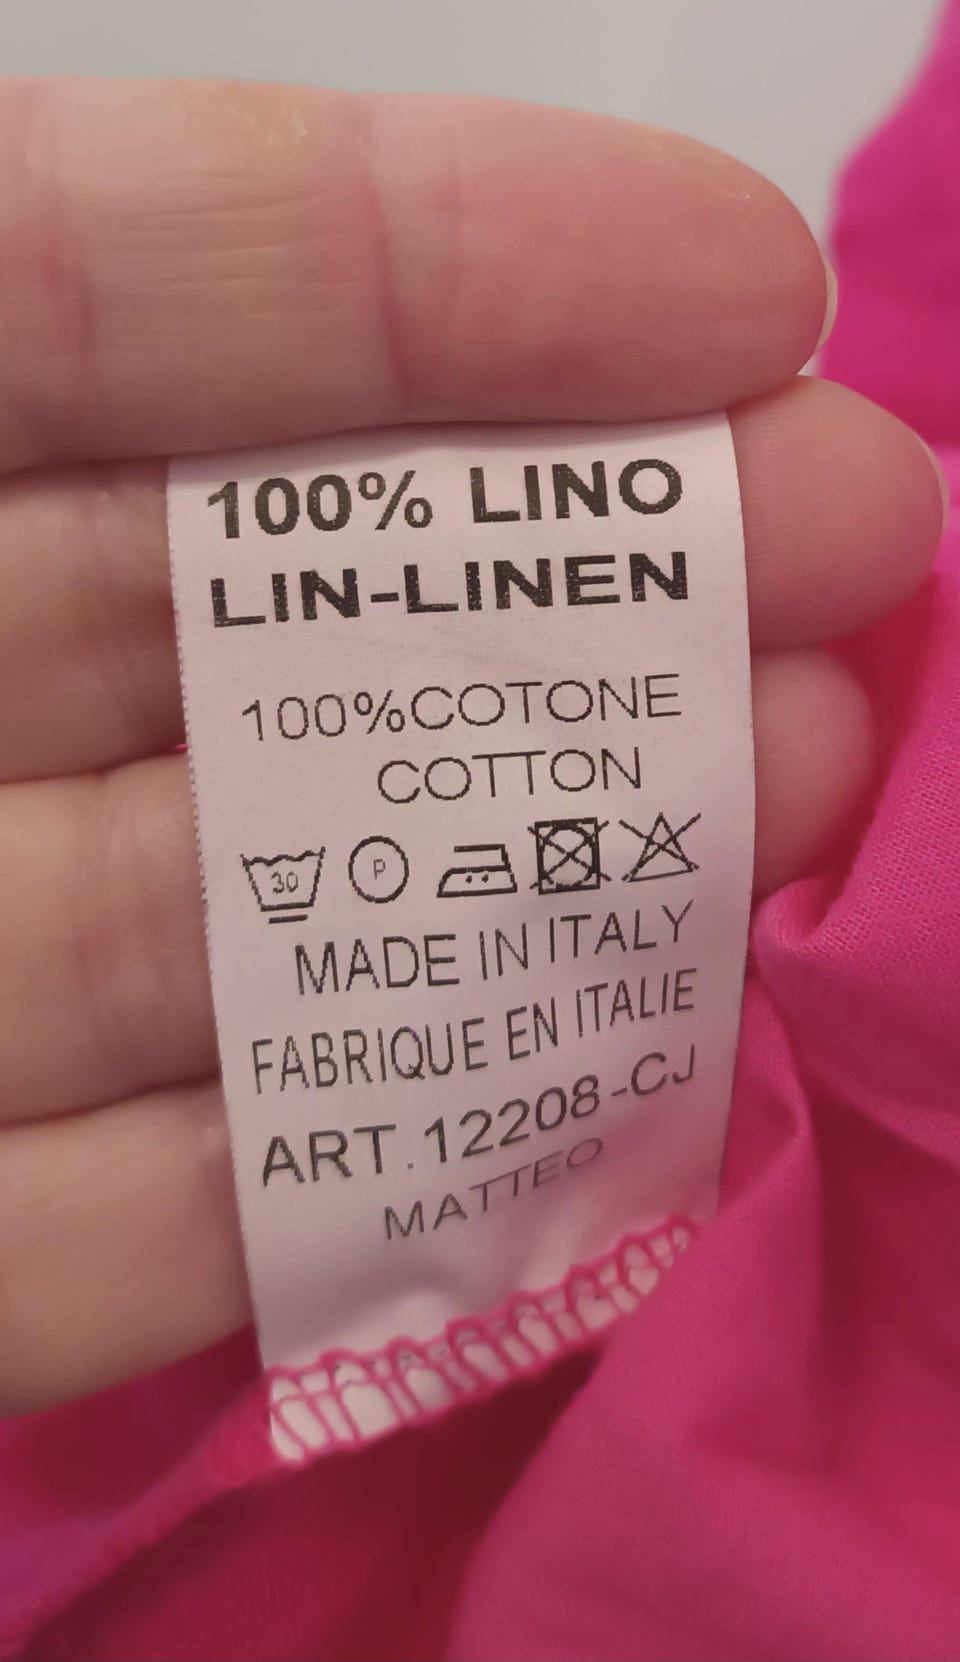 100% LINO
LIN-LINEN
100%COTONE
COTTON
30 P
MADE IN ITALY
FABRIQUE EN ITALIE
ART.12208-CJ
MATTEO